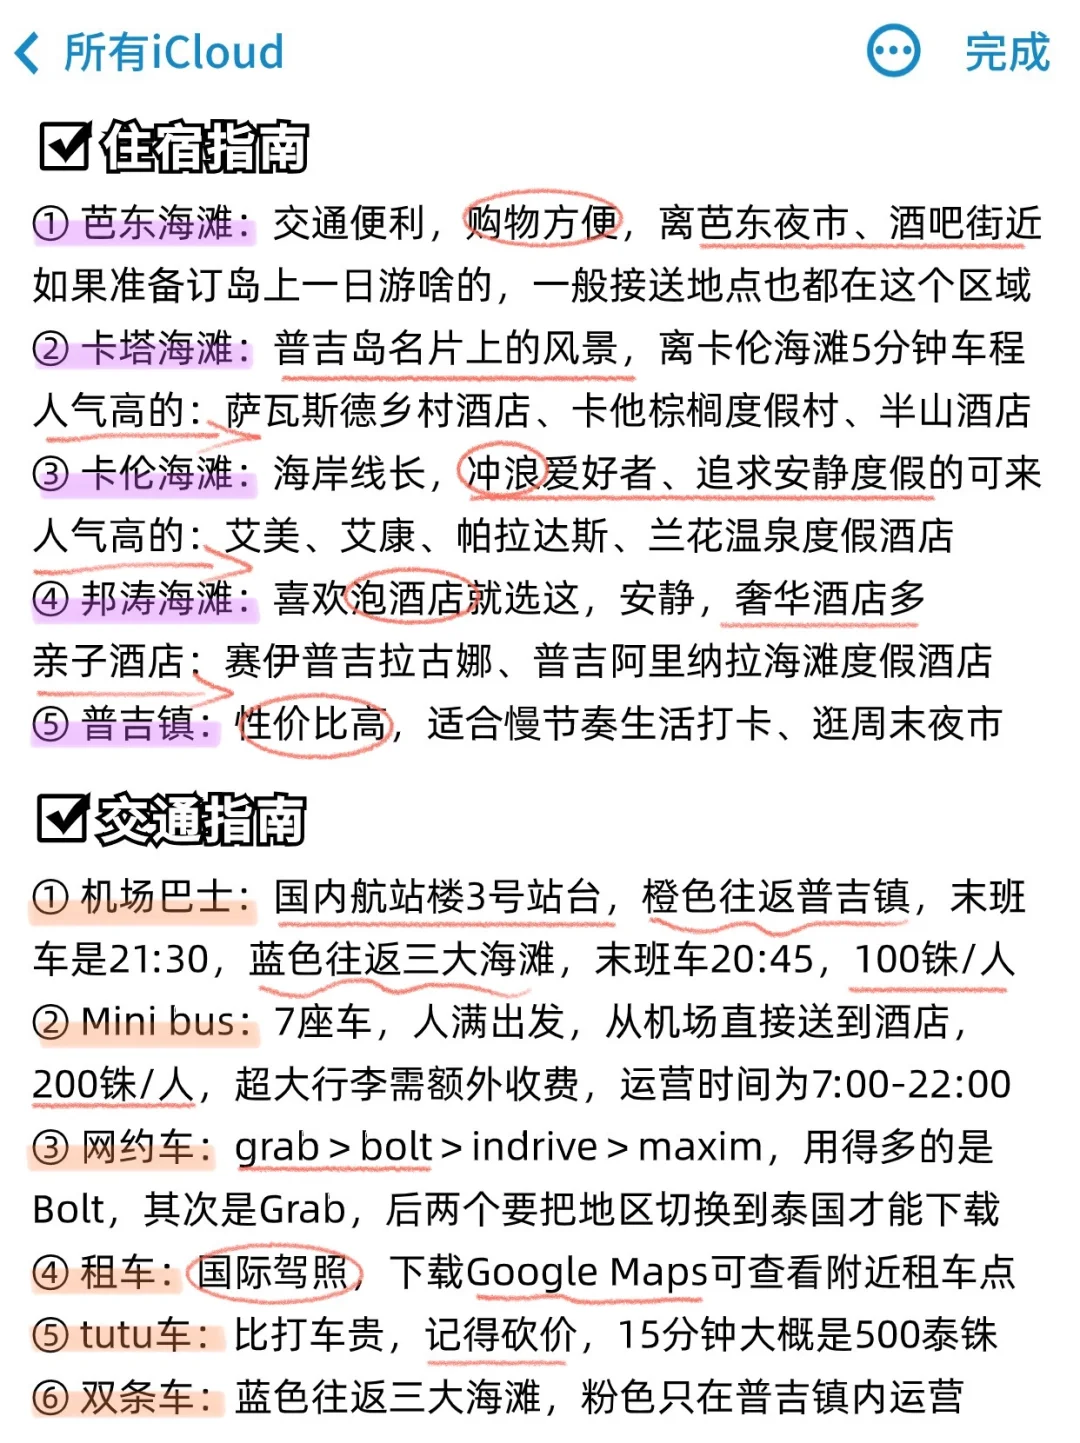 所有iCloud
完成
住宿指南
① 芭东海滩：交通便利，购物方便，离芭东夜市、酒吧街近
如果准备订岛上一日游啥的，一般接送地点也都在这个区域
② 卡塔海滩：普吉岛名片上的风景，离卡伦海滩5分钟车程
人气高的：萨瓦斯德乡村酒店、卡他棕榈度假村、半山酒店
③ 卡伦海滩：海岸线长，冲浪爱好者、追求安静度假的可来
人气高的：艾美、艾康、帕拉达斯、兰花温泉度假酒店
④ 邦涛海滩：喜欢泡酒店就选这，安静，奢华酒店多
亲子酒店：赛伊普吉拉古娜、普吉阿里纳拉海滩度假酒店
⑤ 普吉镇：性价比高，适合慢节奏生活打卡、逛周末夜市
交通指南
① 机场巴士：国内航站楼3号站台，橙色往返普吉镇，末班
车是21:30，蓝色往返三大海滩，末班车20:45，100铢/人
② Mini bus：7座车，人满出发，从机场直接送到酒店，
200铢/人，超大行李需额外收费，运营时间为7:00-22:00
③ 网约车：grab > bolt > indrive > maxim，用得多的是
Bolt，其次是Grab，后两个要把地区切换到泰国才能下载
④ 租车：国际驾照，下载Google Maps可查看附近租车点
⑤ tutu车：比打车贵，记得砍价，15分钟大概是500泰铢
⑥ 双条车：蓝色往返三大海滩，粉色只在普吉镇内运营